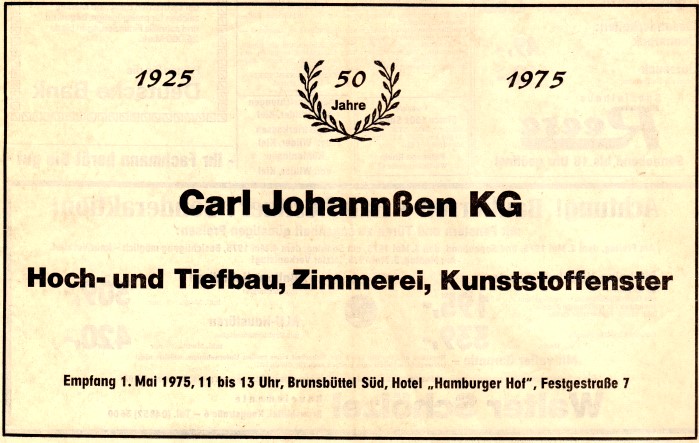 1925 50 1975
Jahre
Carl Johannßen KG
Hoch- und Tiefbau, Zimmerei, Kunststoffenster
Empfang 1. Mai 1975, 11 bis 13 Uhr, Brunsbüttel Süd, Hotel „Hamburger Hof", Festgestraße 7